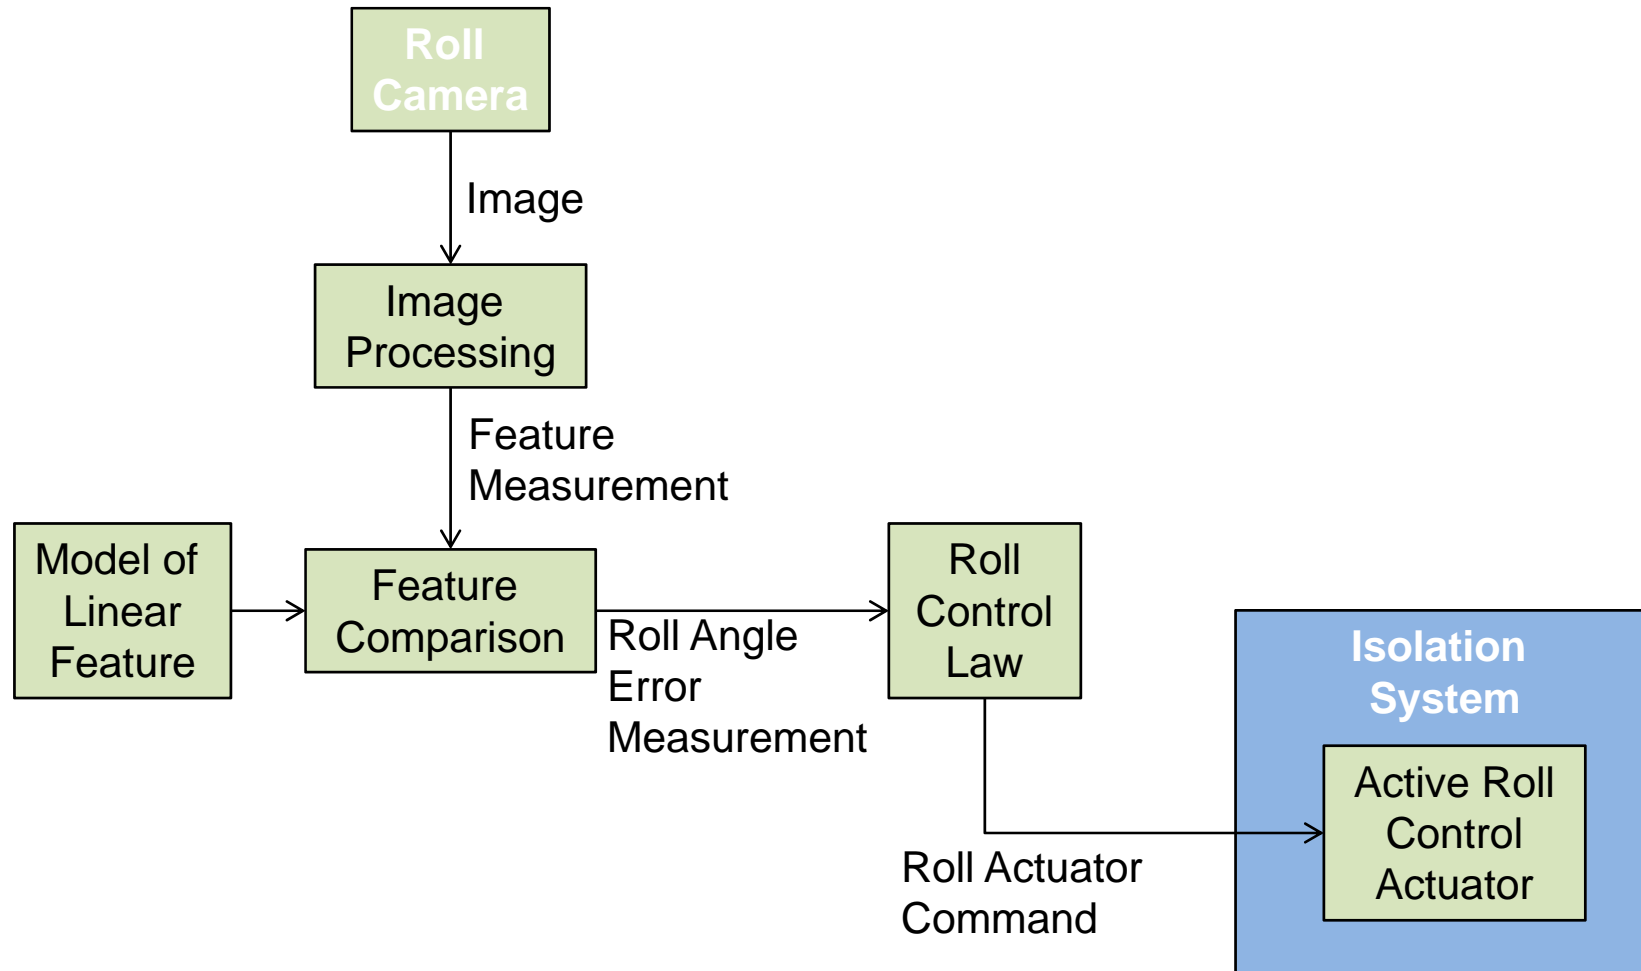 Roll
Camera
Image
Image
Processing
Feature
Measurement
Model of
Linear
Feature
Feature
Comparison
Roll Angle
Error
Measurement
Roll
Control
Law
Isolation
System
Active Roll
Control
Actuator
Roll Actuator
Command